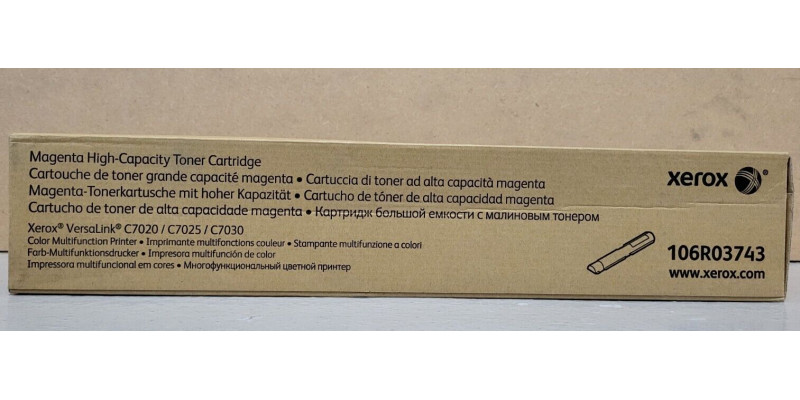 Magenta High-Capacity Toner Cartridge
Cartouche de toner grande capacité magenta • Cartuccia di toner ad alta capacità magenta
Magenta-Tonerkartusche mit hoher Kapazität • Cartucho de tóner de alta capacidad magenta
Cartucho de toner de alta capacidade magenta • Картридж большой емкости с малиновым тонером
Xerox® VersaLink® C7020 / C7025 / C7030
Color Multifunction Printer • Imprimante multifonctions couleur • Stampante multifunzione a colori
Farb-Multifunktionsdrucker • Impresora multifunción de color
Impressora multifuncional em cores • Многофункциональный цветной принтер
xerox
106R03743
www.xerox.com